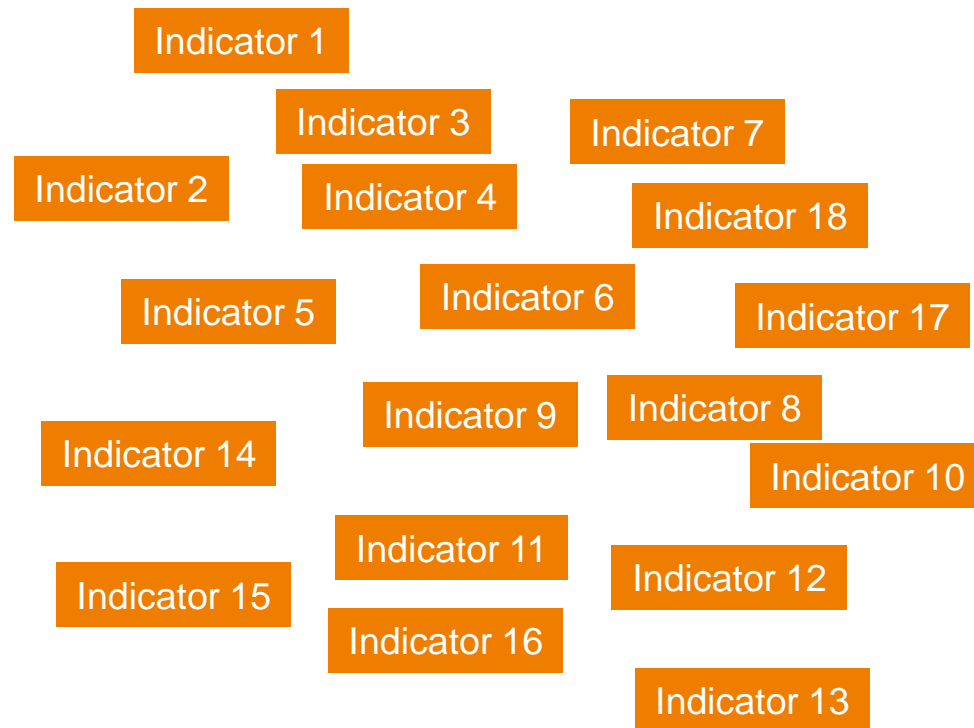 Indicator 1
Indicator 3
Indicator 7
Indicator 2
Indicator 4
Indicator 18
Indicator 6
Indicator 5
Indicator 17
Indicator 8
Indicator 9
Indicator 14
Indicator 10
Indicator 11
Indicator 12
Indicator 15
Indicator 16
Indicator 13